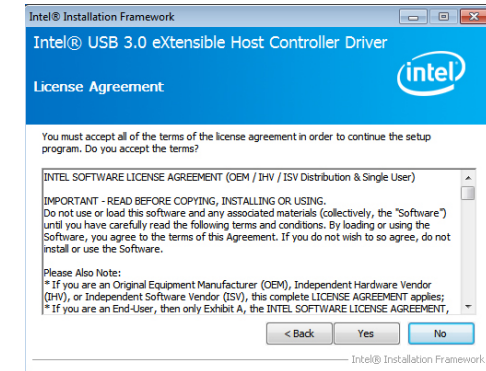 Intel® Installation Framework
Intel® USB 3.0 eXtensible Host Controller Driver
License Agreement
intel
You must accept all of the terms of the license agreement in order to continue the setup
program. Do you accept the terms?
INTEL SOFTWARE LICENSE AGREEMENT (OEM / IHV / ISV Distribution & Single User)
IMPORTANT - READ BEFORE COPYING, INSTALLING OR USING.
Do not use or load this software and any associated materials (collectively, the "Software")
until you have carefully read the following terms and conditions. By loading or using the
Software, you agree to the terms of this Agreement. If you do not wish to so agree, do not
install or use the Software.
Please Also Note:
* If you are an Original Equipment Manufacturer (OEM), Independent Hardware Vendor
(IHV), or Independent Software Vendor (ISV), this complete LICENSE AGREEMENT applies;
* If you are an End-User, then only Exhibit A, the INTEL SOFTWARE LICENSE AGREEMENT,
< Back Yes No
Intel® Installation Framework